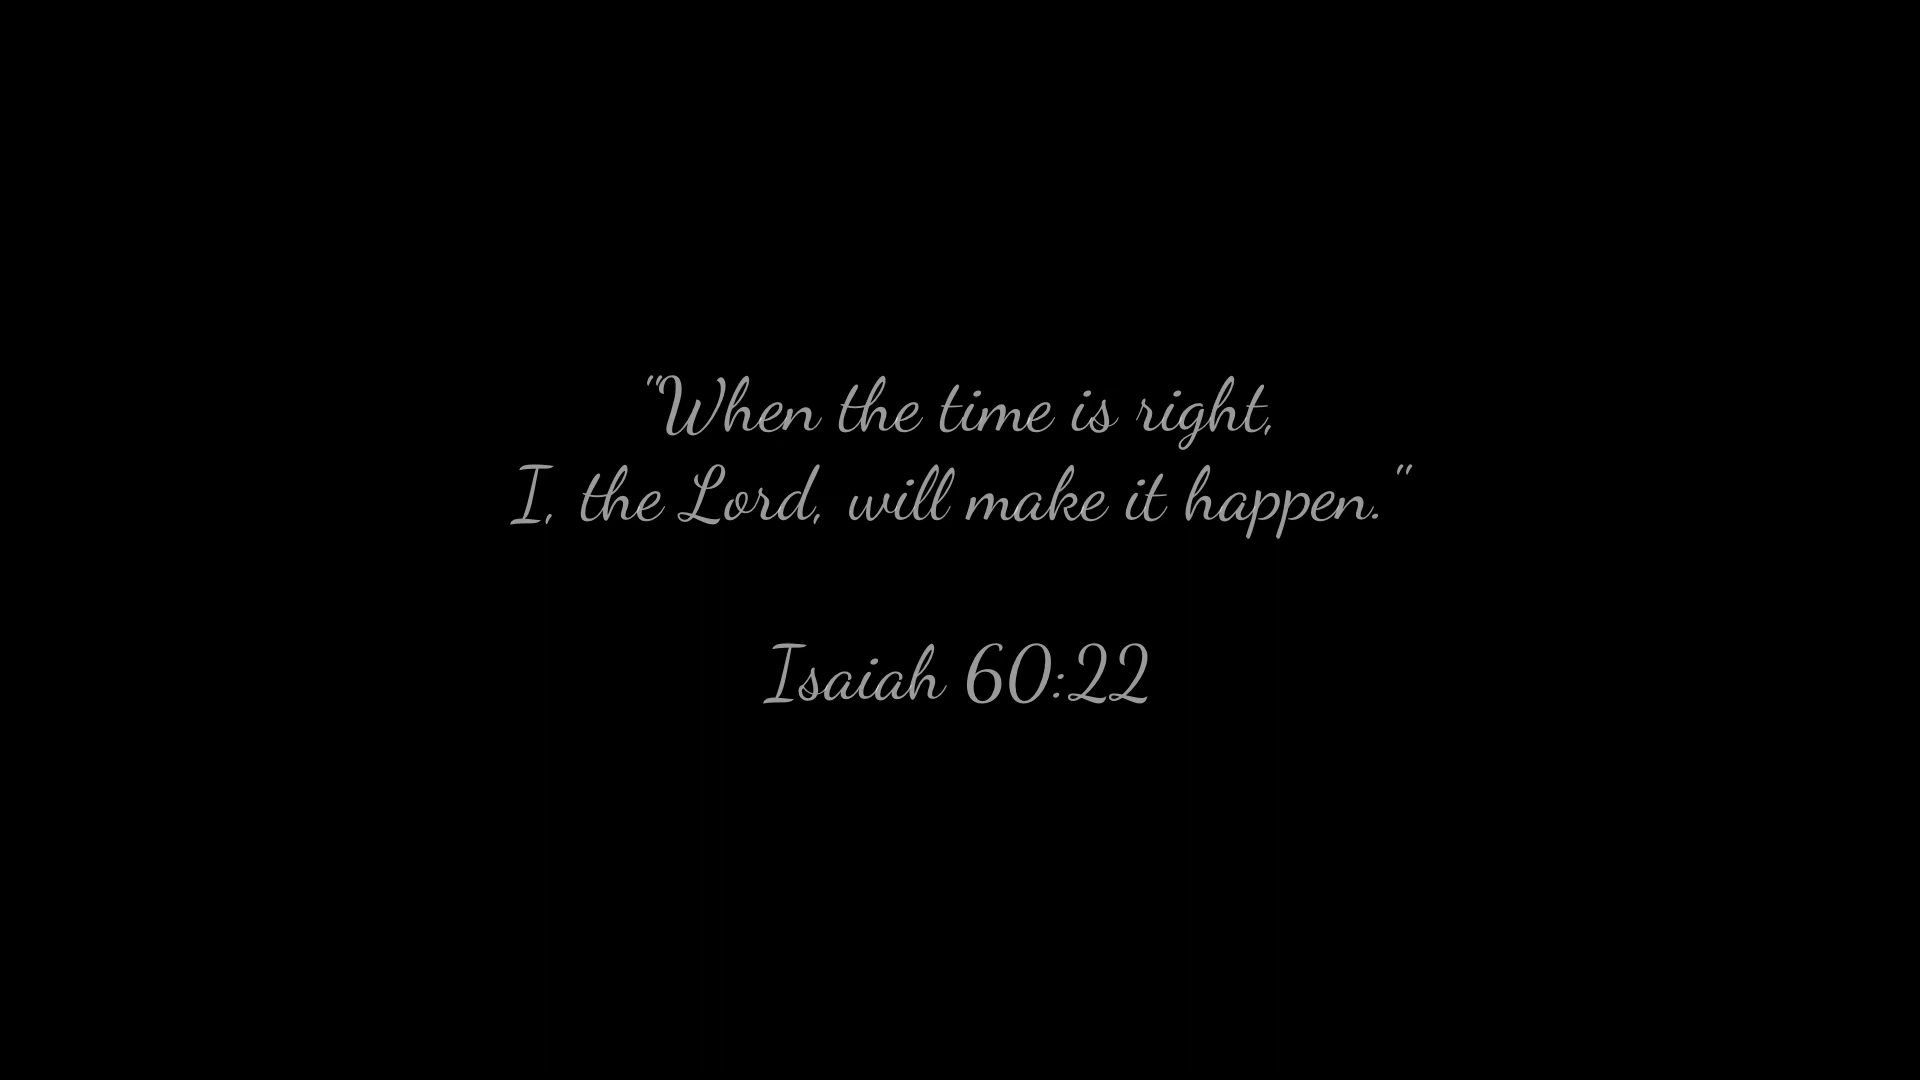 "When the time is right,
I, the Lord, will make it happen."
Isaiah 60:22